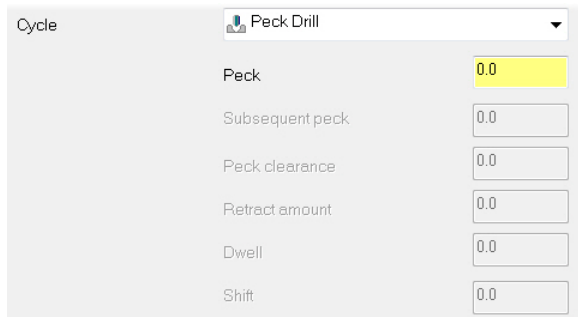 Cycle Peck Drill
Peck 0.0
Subsequent peck 0.0
Peck clearance 0.0
Retract amount 0.0
Dwell 0.0
Shift 0.0